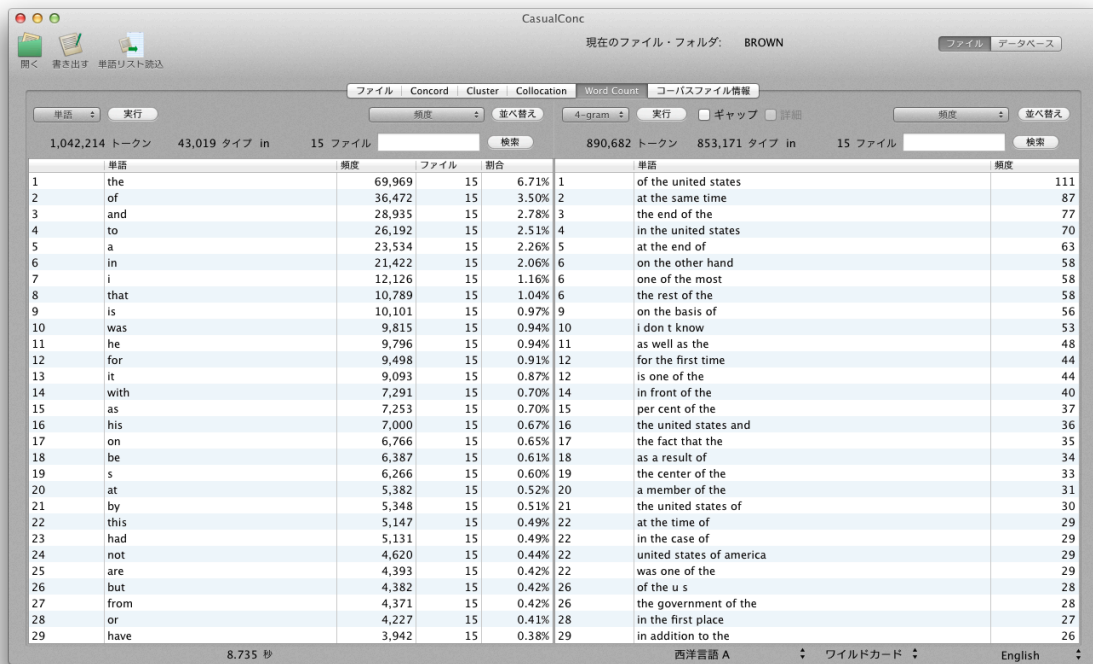 CasualConc
現在のファイル・フォルダ: BROWN
ファイル データベース
開く 書き出す 単語リスト読込
ファイル Concord Cluster Collocation Word Count コーパスファイル情報
単語 実行 頻度 並べ替え 4-gram 実行 ギャップ 詳細 頻度 並べ替え
1,042,214 トークン 43,019 タイプ in 15 ファイル 検索 890,682 トークン 853,171 タイプ in 15 ファイル 検索
単語 頻度 ファイル 割合 単語 頻度
1 the 69,969 15 6.71% 1 of the united states 111
2 of 36,472 15 3.50% 2 at the same time 87
3 and 28,935 15 2.78% 3 the end of the 77
4 to 26,192 15 2.51% 4 in the united states 70
5 a 23,534 15 2.26% 5 at the end of 63
6 in 21,422 15 2.06% 6 on the other hand 58
7 i 12,126 15 1.16% 6 one of the most 58
8 that 10,789 15 1.04% 6 the rest of the 58
9 is 10,101 15 0.97% 9 on the basis of 56
10 was 9,815 15 0.94% 10 i don t know 53
11 he 9,796 15 0.94% 11 as well as the 48
12 for 9,498 15 0.91% 12 for the first time 44
13 it 9,093 15 0.87% 12 is one of the 44
14 with 7,291 15 0.70% 14 in front of the 40
15 as 7,253 15 0.70% 15 per cent of the 37
16 his 7,000 15 0.67% 16 the united states and 36
17 on 6,766 15 0.65% 17 the fact that the 35
18 be 6,387 15 0.61% 18 as a result of 34
19 s 6,266 15 0.60% 19 the center of the 33
20 at 5,382 15 0.52% 20 a member of the 31
21 by 5,348 15 0.51% 21 the united states of 30
22 this 5,147 15 0.49% 22 at the time of 29
23 had 5,131 15 0.49% 22 in the case of 29
24 not 4,620 15 0.44% 22 united states of america 29
25 are 4,393 15 0.42% 22 was one of the 29
26 but 4,382 15 0.42% 26 of the u s 28
27 from 4,371 15 0.42% 26 the government of the 28
28 or 4,227 15 0.41% 28 in the first place 27
29 have 3,942 15 0.38% 29 in addition to the 26
8.735 秒 西洋言語 A ワイルドカード English